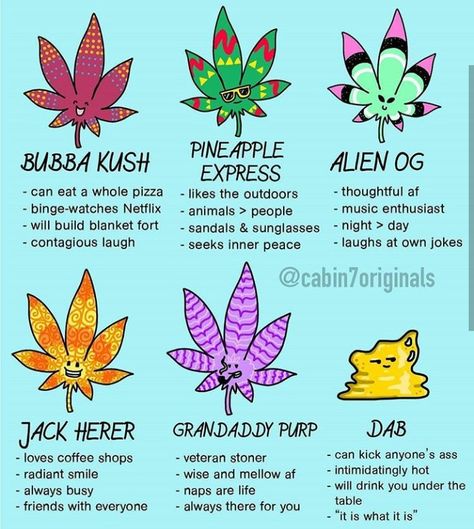 BUBBA KUSH
- can eat a whole pizza
- binge-watches Netflix
- will build blanket fort
- contagious laugh
PINEAPPLE
EXPRESS
- likes the outdoors
- animals > people
- sandals & sunglasses
- seeks inner peace
ALIEN OG
- thoughtful af
- music enthusiast
- night > day
- laughs at own jokes
@cabin7originals
JACK HERER
- loves coffee shops
- radiant smile
- always busy
- friends with everyone
GRANDADDY PURP
- veteran stoner
- wise and mellow af
- naps are life
- always there for you
DAB
- can kick anyone's ass
- intimidatingly hot
- will drink you under the
table
- "it is what it is"